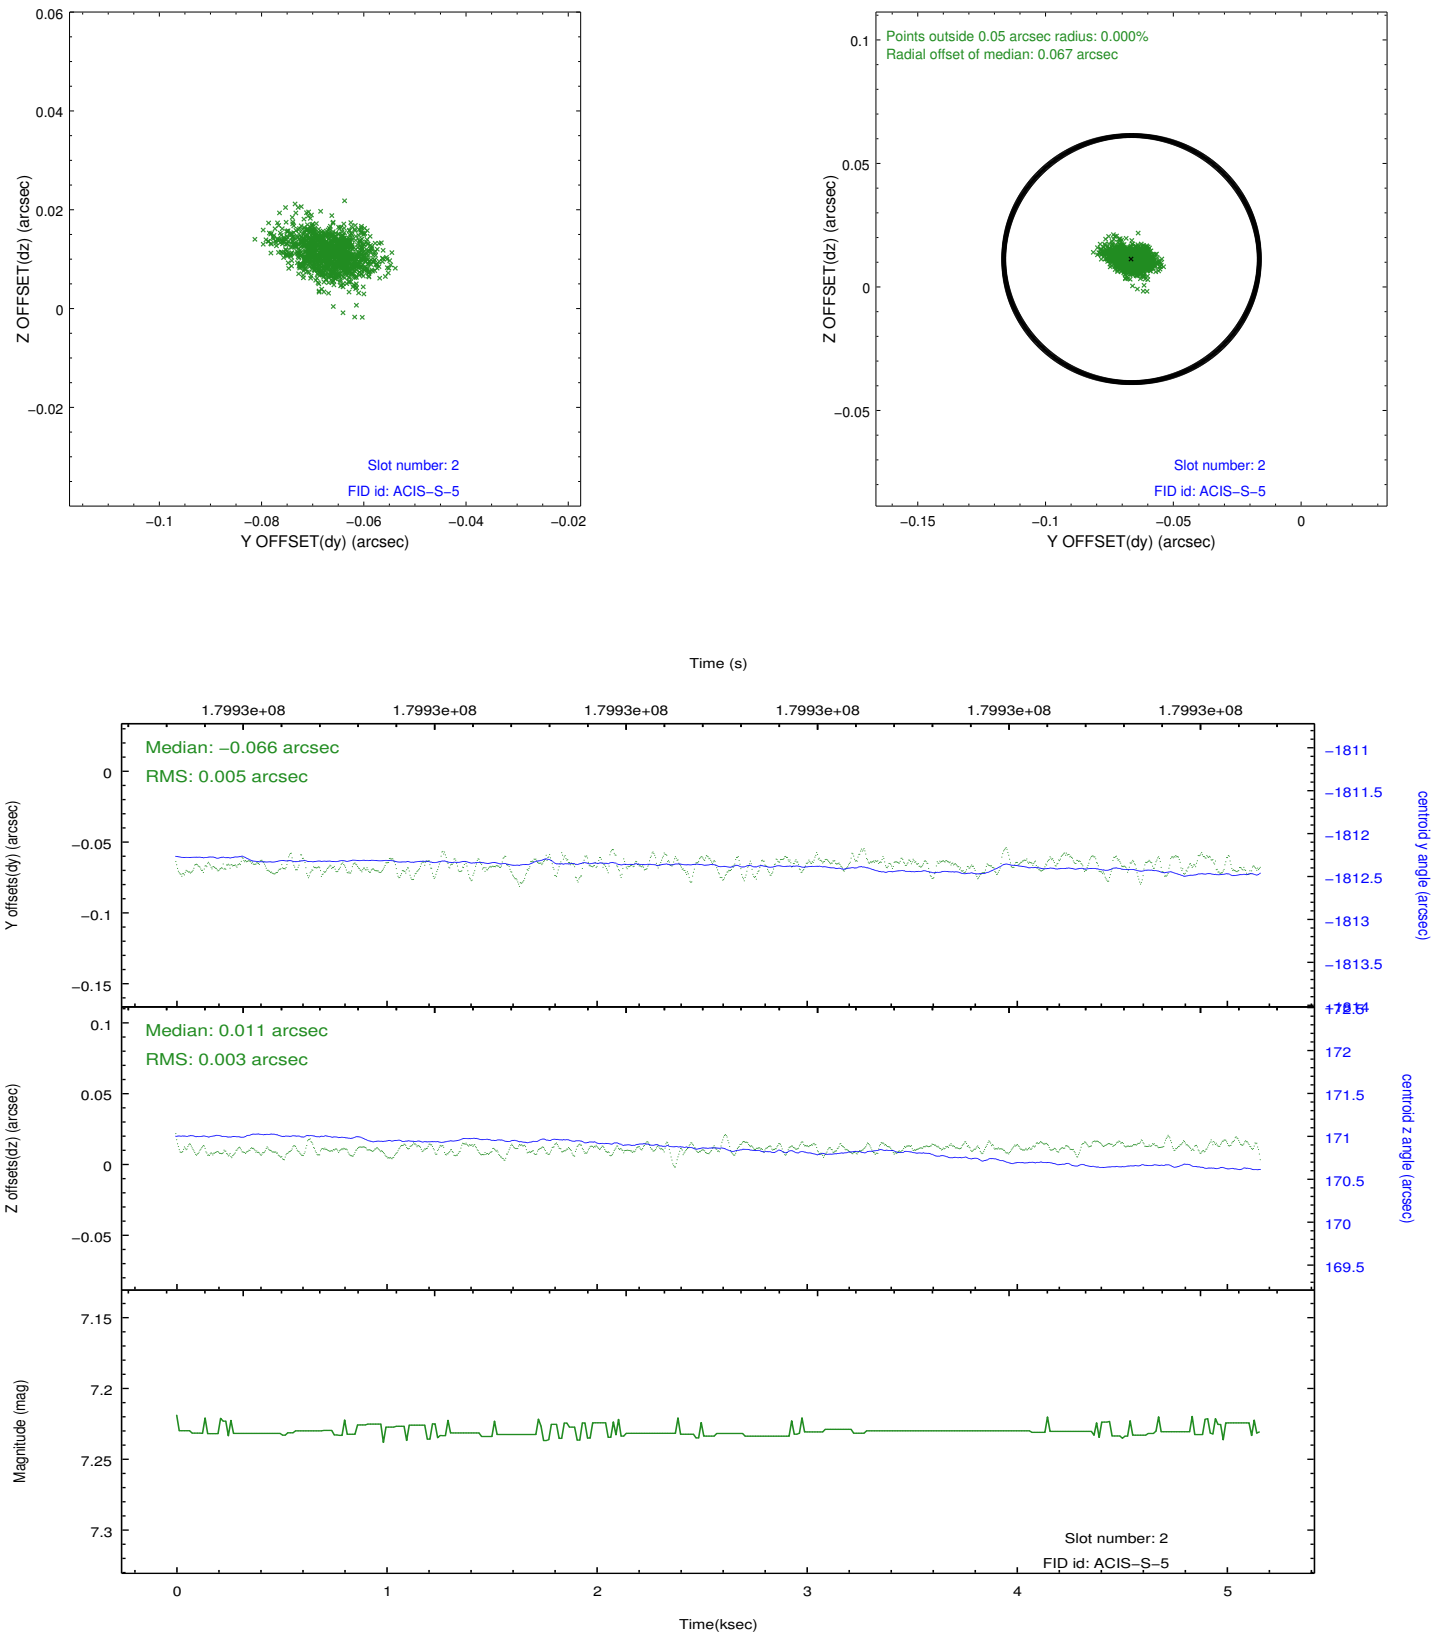 0.06
0.04
0.02
0
−0.02
Z OFFSET(dz) (arcsec)
Slot number: 2
FID id: ACIS−S−5
−0.1 −0.08 −0.06 −0.04 −0.02
Y OFFSET(dy) (arcsec)
Points outside 0.05 arcsec radius: 0.000%
Radial offset of median: 0.067 arcsec
0.1
0.05
0
−0.05
Z OFFSET(dz) (arcsec)
Slot number: 2
FID id: ACIS−S−5
−0.15 −0.1 −0.05 0
Y OFFSET(dy) (arcsec)
Time (s)
1.7993e+08 1.7993e+08 1.7993e+08 1.7993e+08 1.7993e+08 1.7993e+08
Median: −0.066 arcsec
RMS: 0.005 arcsec
0
−0.05
−0.1
−0.15
Y offsets(dy) (arcsec)
−1811
−1811.5
−1812
−1812.5
−1813
−1813.5
−1814
centroid y angle (arcsec)
Median: 0.011 arcsec
RMS: 0.003 arcsec
0.1
0.05
0
−0.05
Z offsets(dz) (arcsec)
172.5
172
171.5
171
170.5
170
169.5
centroid z angle (arcsec)
7.15
7.2
7.25
7.3
Magnitude (mag)
Slot number: 2
FID id: ACIS−S−5
0 1 2 3 4 5
Time(ksec)